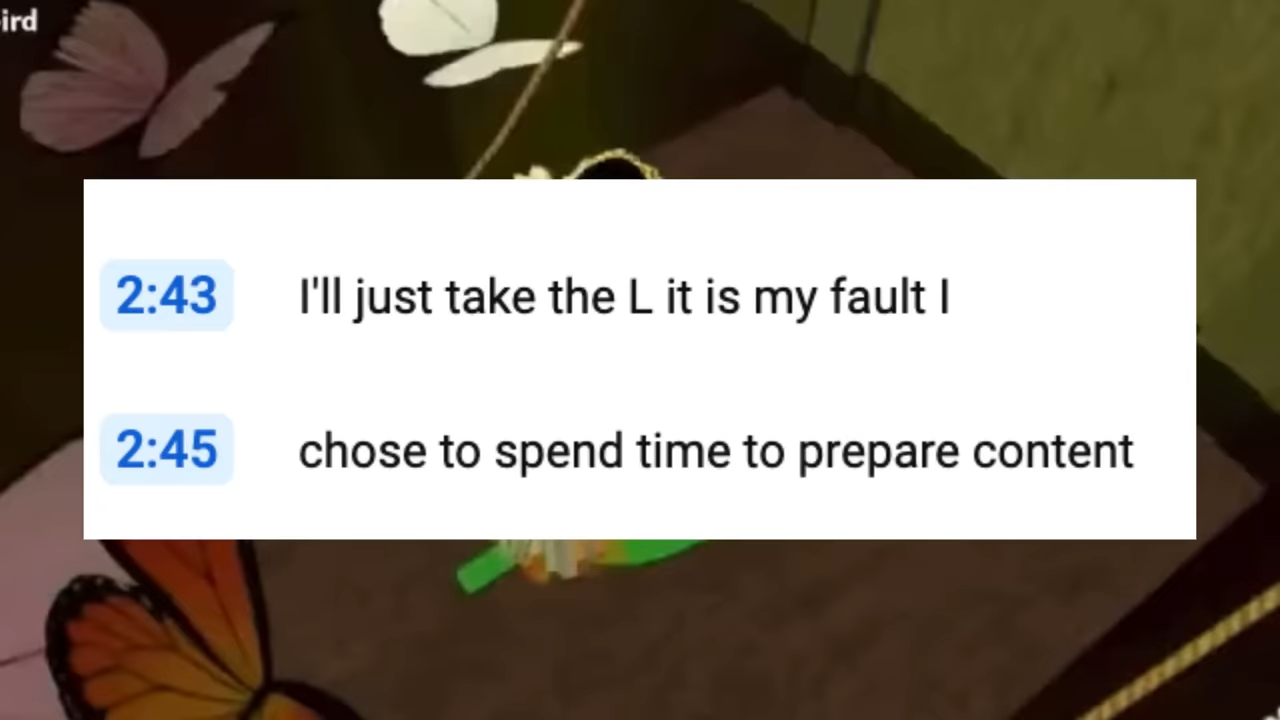 ird
2:43 I'll just take the L it is my fault I
2:45 chose to spend time to prepare content